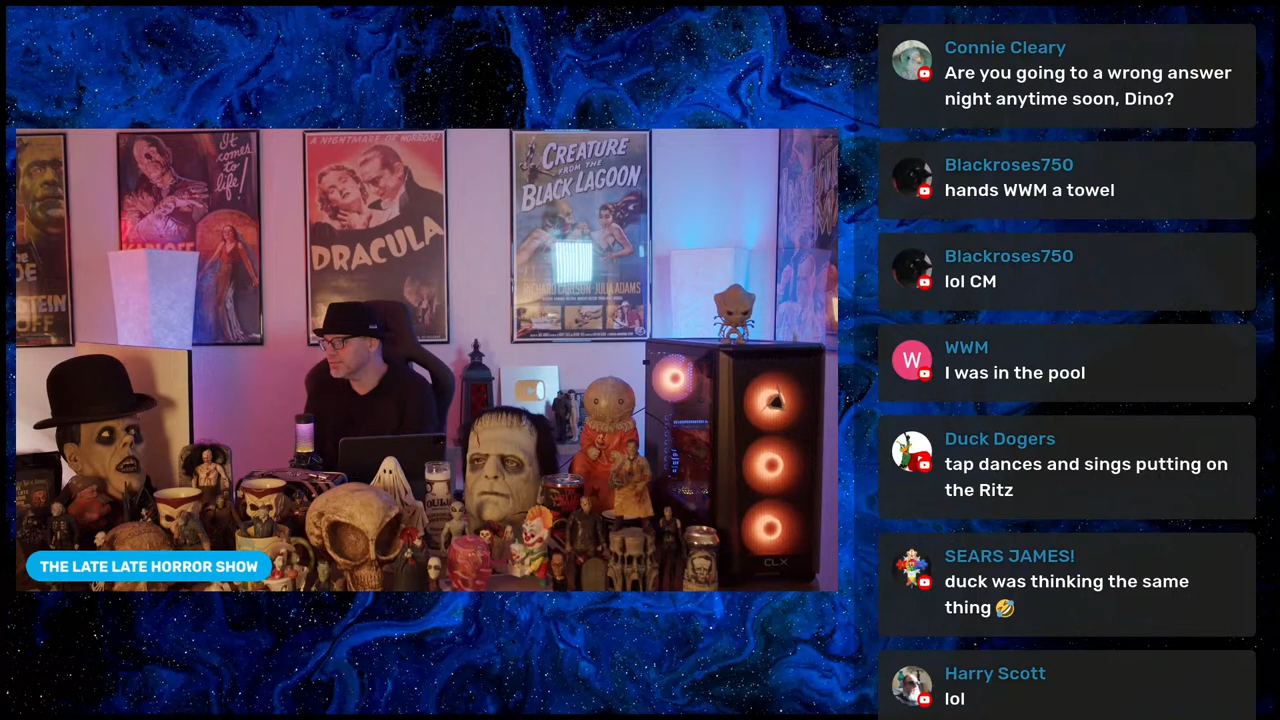 It
comes
to
life!
A NIGHTMARE OF HORROR!
DRACULA
CREATURE
FROM THE
BLACK LAGOON
RICHARD CARLSON · JULIA ADAMS
STEIN
OFF
CLX
THE LATE LATE HORROR SHOW
Connie Cleary
Are you going to a wrong answer
night anytime soon, Dino?
Blackroses750
hands WWM a towel
Blackroses750
lol CM
W
WWM
I was in the pool
Duck Dogers
tap dances and sings putting on
the Ritz
SEARS JAMES!
duck was thinking the same
thing 🤣
Harry Scott
lol